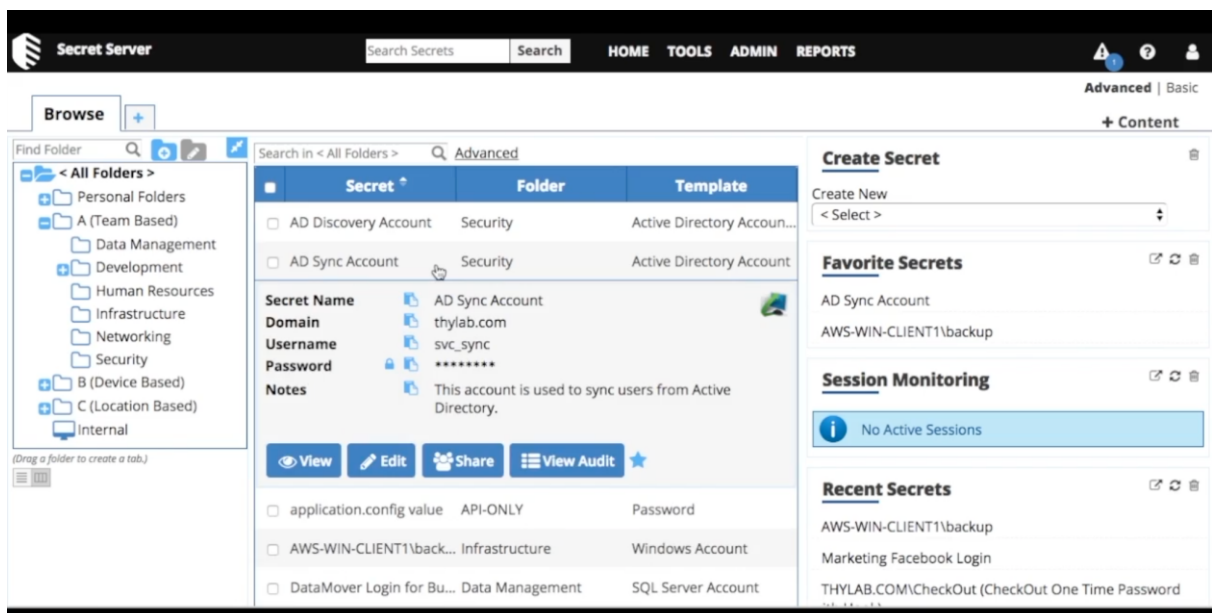 Secret Server
Search Secrets
Search
HOME TOOLS ADMIN REPORTS
1
Advanced | Basic
Browse
+
+ Content
Find Folder
< All Folders >
Personal Folders
A (Team Based)
Data Management
Development
Human Resources
Infrastructure
Networking
Security
B (Device Based)
C (Location Based)
Internal
(Drag a folder to create a tab.)
Search in < All Folders >
Advanced
Secret Folder Template
AD Discovery Account Security Active Directory Accoun...
AD Sync Account Security Active Directory Account
Secret Name AD Sync Account
Domain thylab.com
Username svc_sync
Password ********
Notes This account is used to sync users from Active
Directory.
View Edit Share View Audit
application.config value API-ONLY Password
AWS-WIN-CLIENT1\back... Infrastructure Windows Account
DataMover Login for Bu... Data Management SQL Server Account
Create Secret
Create New
< Select >
Favorite Secrets
AD Sync Account
AWS-WIN-CLIENT1\backup
Session Monitoring
No Active Sessions
Recent Secrets
AWS-WIN-CLIENT1\backup
Marketing Facebook Login
THYLAB.COM\CheckOut (CheckOut One Time Password